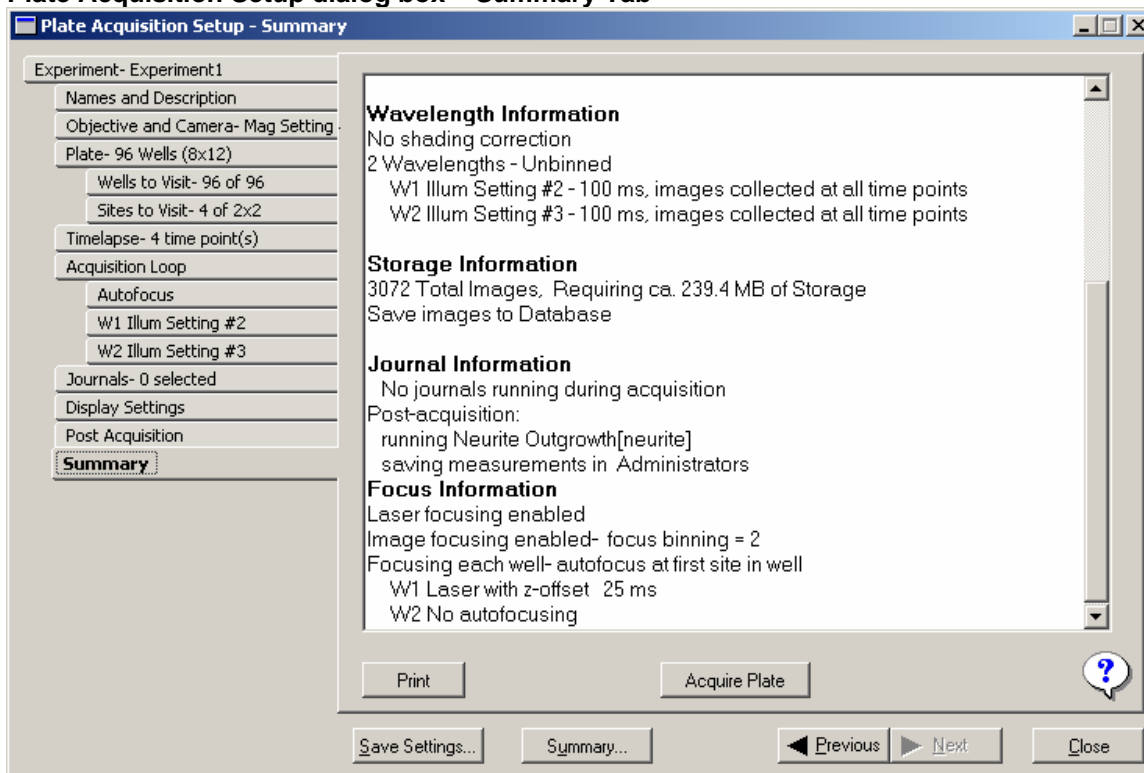 Plate Acquisition Setup dialog box – Summary Tab
Plate Acquisition Setup - Summary
Experiment- Experiment1
Names and Description
Objective and Camera- Mag Setting
Plate- 96 Wells (8x12)
Wells to Visit- 96 of 96
Sites to Visit- 4 of 2x2
Timelapse- 4 time point(s)
Acquisition Loop
Autofocus
W1 Illum Setting #2
W2 Illum Setting #3
Journals- 0 selected
Display Settings
Post Acquisition
Summary
Wavelength Information
No shading correction
2 Wavelengths - Unbinned
W1 Illum Setting #2 - 100 ms, images collected at all time points
W2 Illum Setting #3 - 100 ms, images collected at all time points
Storage Information
3072 Total Images, Requiring ca. 239.4 MB of Storage
Save images to Database
Journal Information
No journals running during acquisition
Post-acquisition:
running Neurite Outgrowth[neurite]
saving measurements in Administrators
Focus Information
Laser focusing enabled
Image focusing enabled- focus binning = 2
Focusing each well- autofocus at first site in well
W1 Laser with z-offset 25 ms
W2 No autofocusing
Print
Acquire Plate
?
Save Settings...
Summary...
Previous
Next
Close